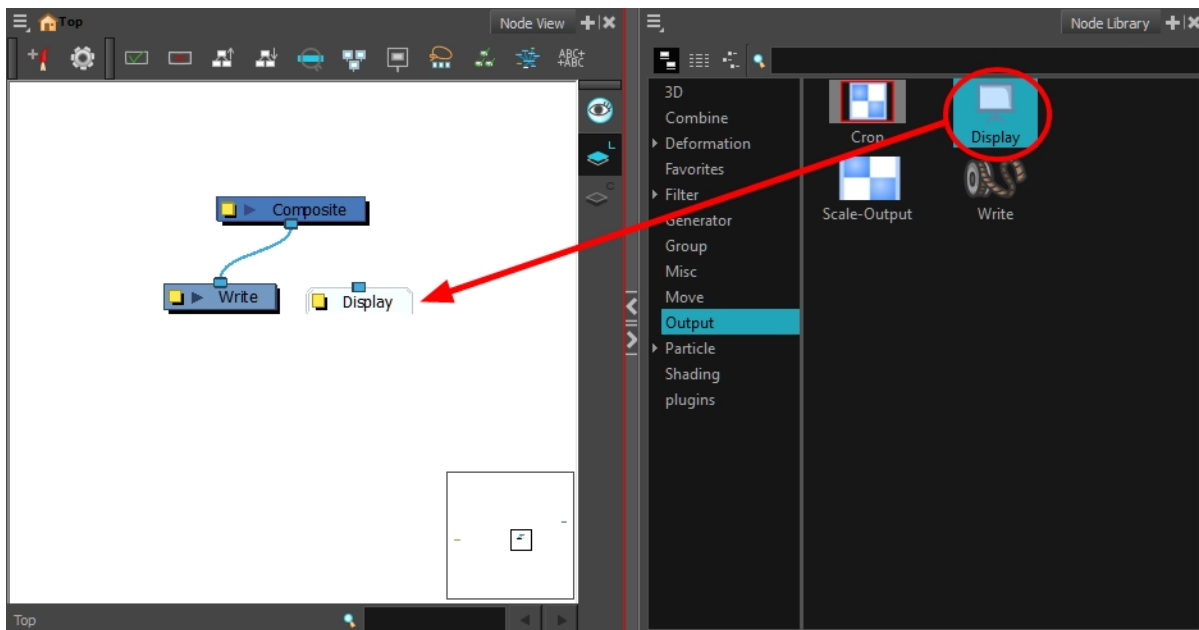 Top
Node View
ABC+
+ABC
L
C
Composite
Write
Display
Top
Node Library
3D
Combine
Deformation
Favorites
Filter
Generator
Group
Misc
Move
Output
Particle
Shading
plugins
Crop
Display
Scale-Output
Write